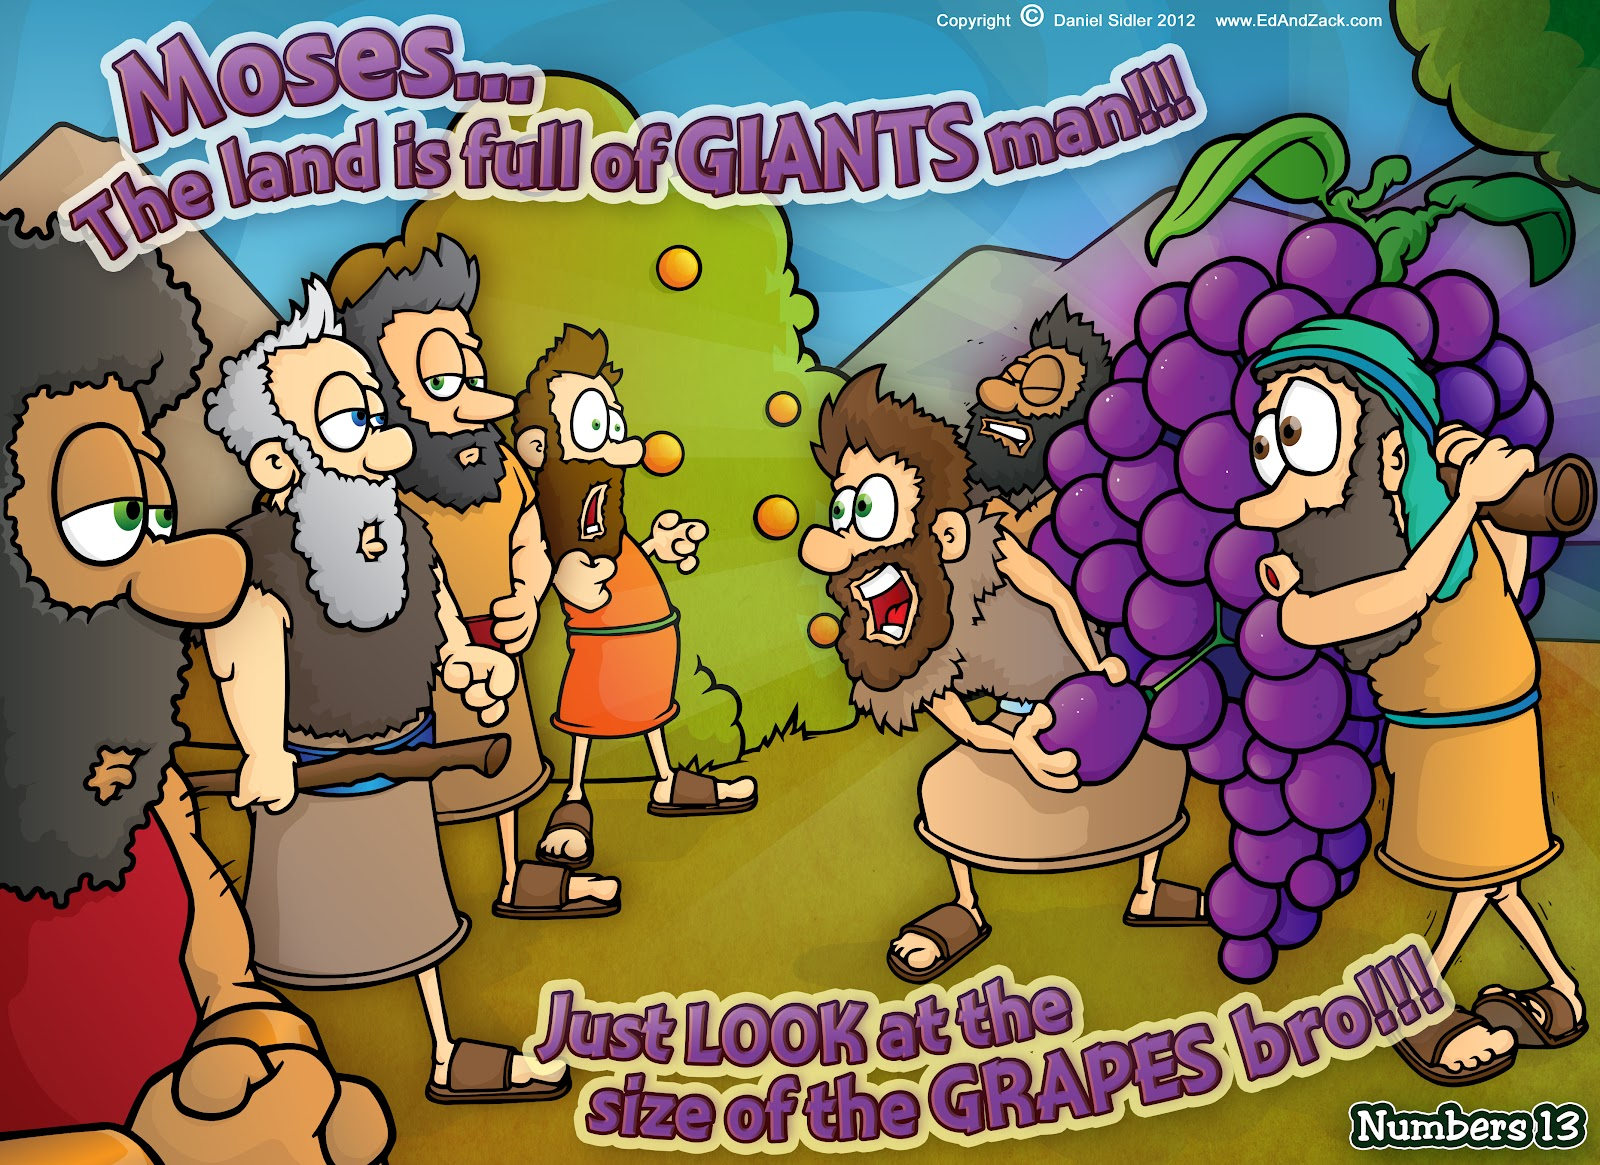 Copyright © Daniel Sidler 2012 www.EdAndZack.com
Moses...
The land is full of GIANTS man!!!
Just LOOK at the
size of the GRAPES bro!!!
Numbers 13